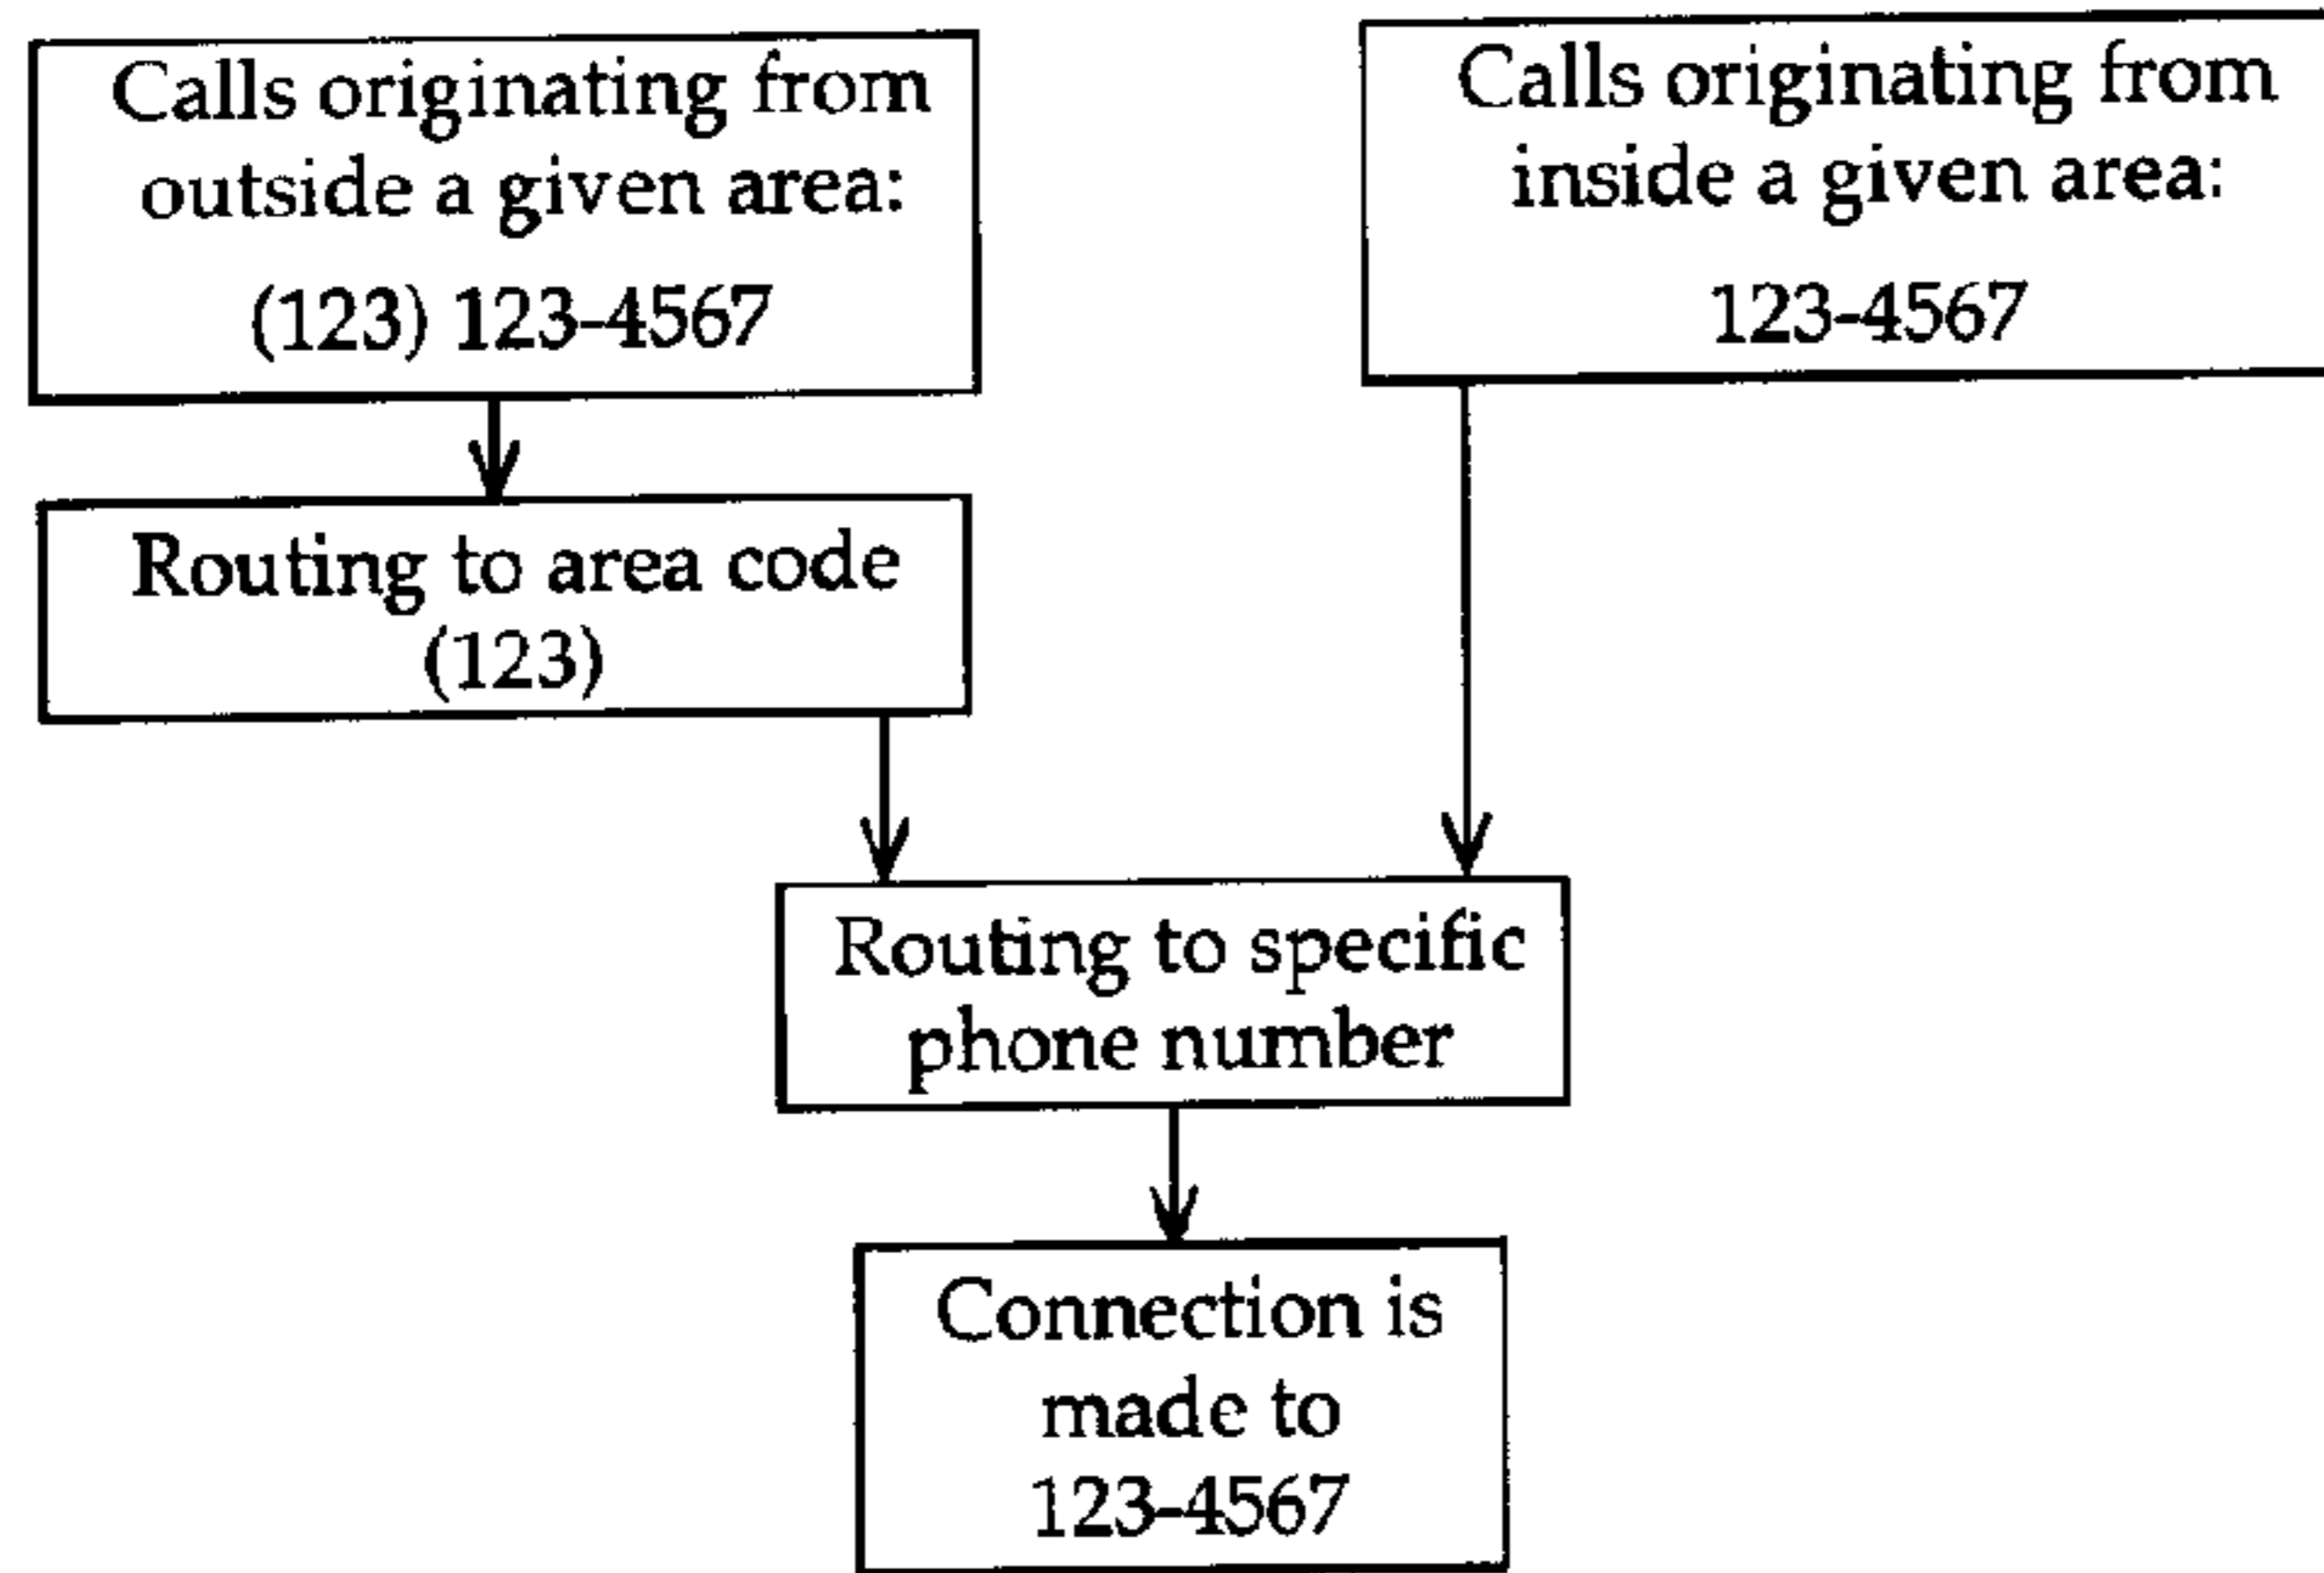 Calls originating from
outside a given area:
(123) 123-4567
Calls originating from
inside a given area:
123-4567
Routing to area code
(123)
Routing to specific
phone number
Connection is
made to
123-4567